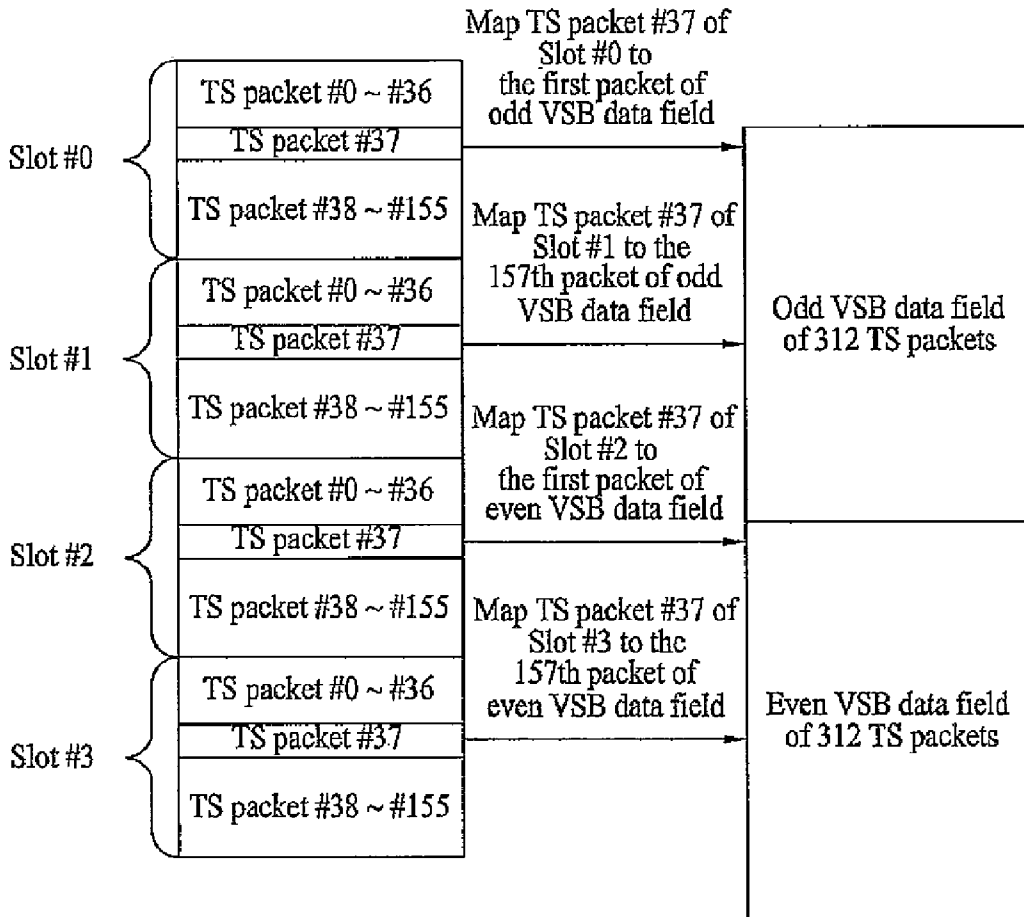 Map TS packet #37 of
Slot #0 to
the first packet of
odd VSB data field
Slot #0
TS packet #0 ~ #36
TS packet #37
TS packet #38 ~ #155
Map TS packet #37 of
Slot #1 to the
157th packet of odd
VSB data field
Slot #1
TS packet #0 ~ #36
TS packet #37
TS packet #38 ~ #155
Odd VSB data field
of 312 TS packets
Map TS packet #37 of
Slot #2 to
the first packet of
even VSB data field
Slot #2
TS packet #0 ~ #36
TS packet #37
TS packet #38 ~ #155
Map TS packet #37 of
Slot #3 to the
157th packet of
even VSB data field
Slot #3
TS packet #0 ~ #36
TS packet #37
TS packet #38 ~ #155
Even VSB data field
of 312 TS packets